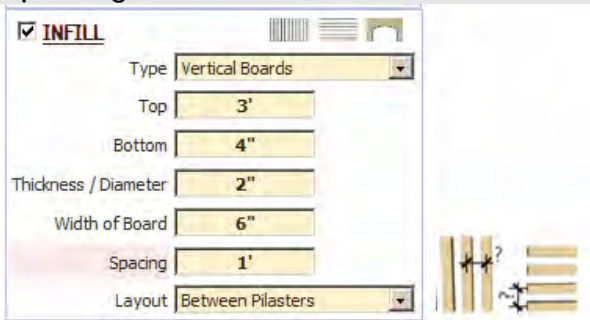 INFILL
Type Vertical Boards
Top 3'
Bottom 4"
Thickness / Diameter 2"
Width of Board 6"
Spacing 1'
Layout Between Pilasters
?
?